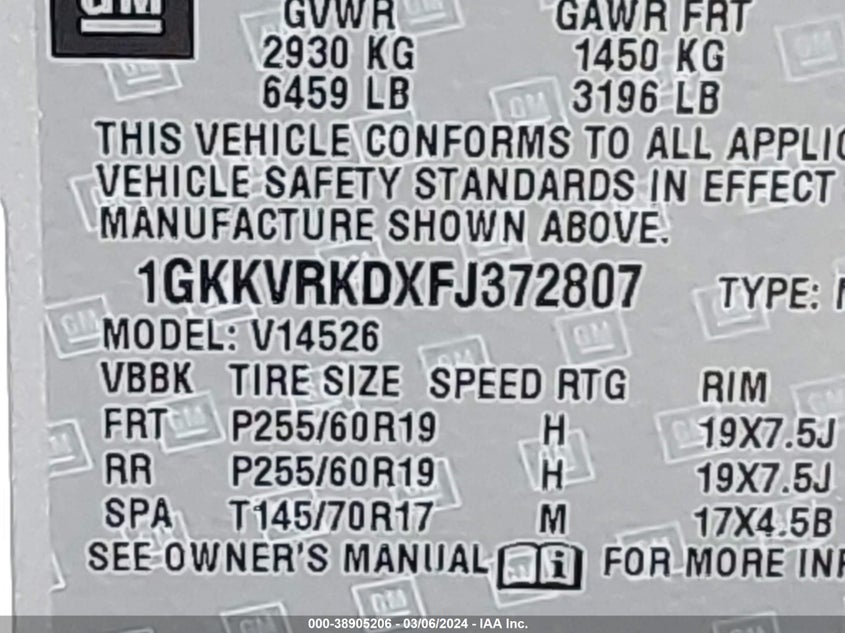 GM
GVWR GAWR FRT
2930 KG 1450 KG
6459 LB 3196 LB
THIS VEHICLE CONFORMS TO ALL APPLIC
VEHICLE SAFETY STANDARDS IN EFFECT
MANUFACTURE SHOWN ABOVE.
1GKKVRKDXFJ372807 TYPE:
MODEL: V14526
VBBK TIRE SIZE SPEED RTG RIM
FRT P255/60R19 H 19X7.5J
RR P255/60R19 H 19X7.5J
SPA T145/70R17 M 17X4.5B
SEE OWNER'S MANUAL i FOR MORE INF
000-38905206 - 03/06/2024 - IAA Inc.